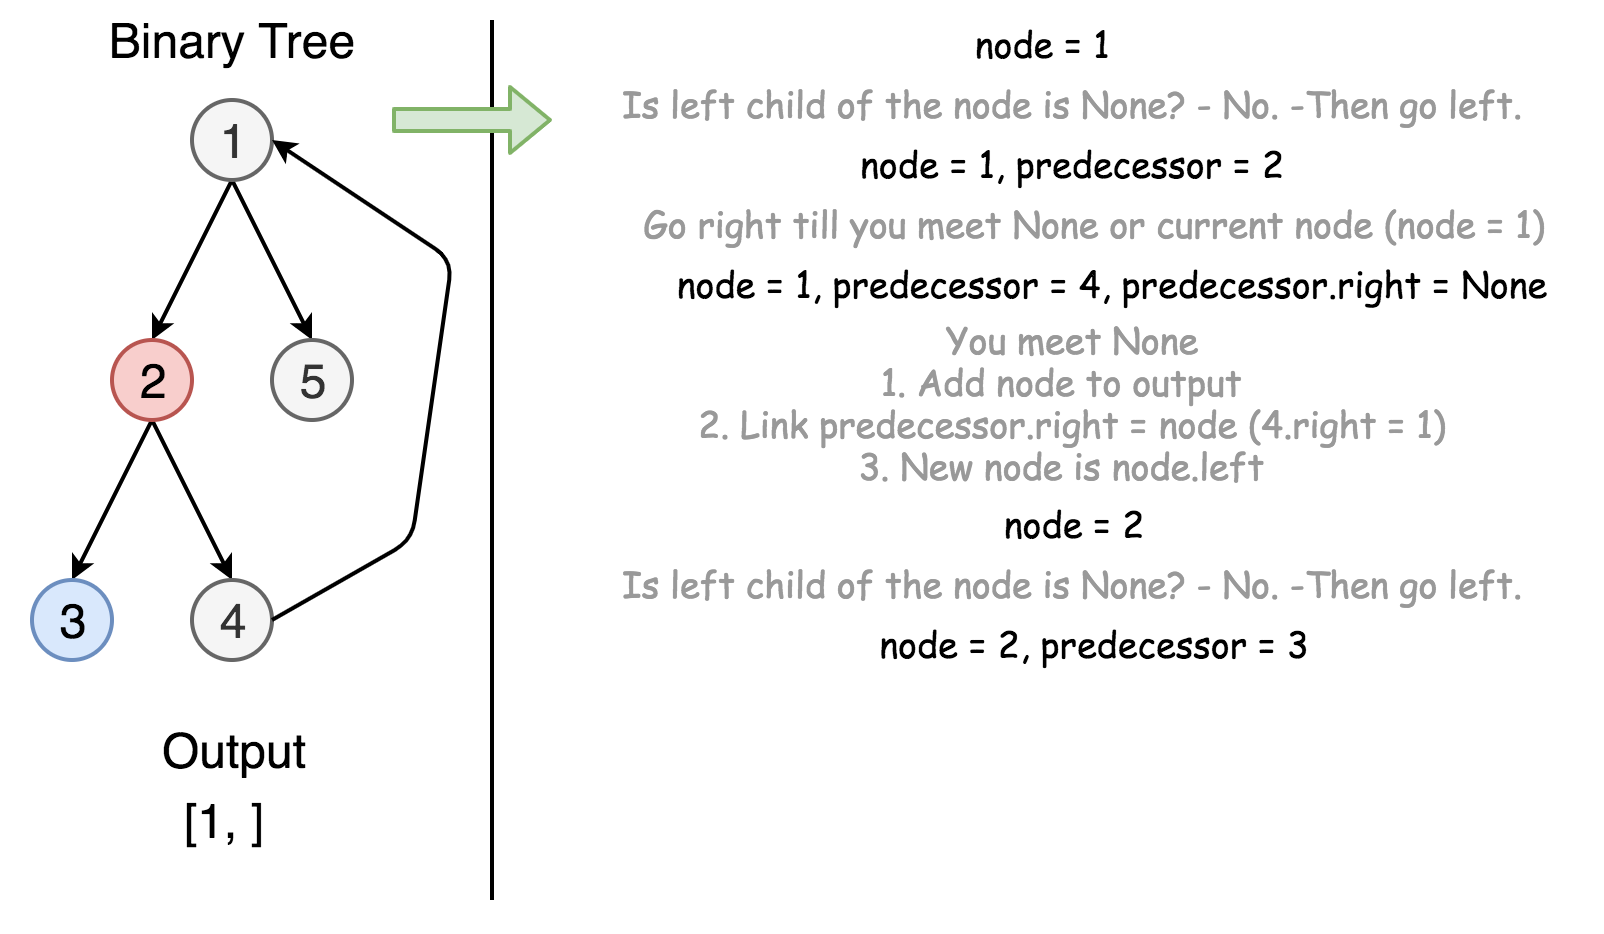 Binary Tree
1
2
5
3
4
Output
[1, ]
node = 1
Is left child of the node is None? - No. -Then go left.
node = 1, predecessor = 2
Go right till you meet None or current node (node = 1)
node = 1, predecessor = 4, predecessor.right = None
You meet None
1. Add node to output
2. Link predecessor.right = node (4.right = 1)
3. New node is node.left
node = 2
Is left child of the node is None? - No. -Then go left.
node = 2, predecessor = 3